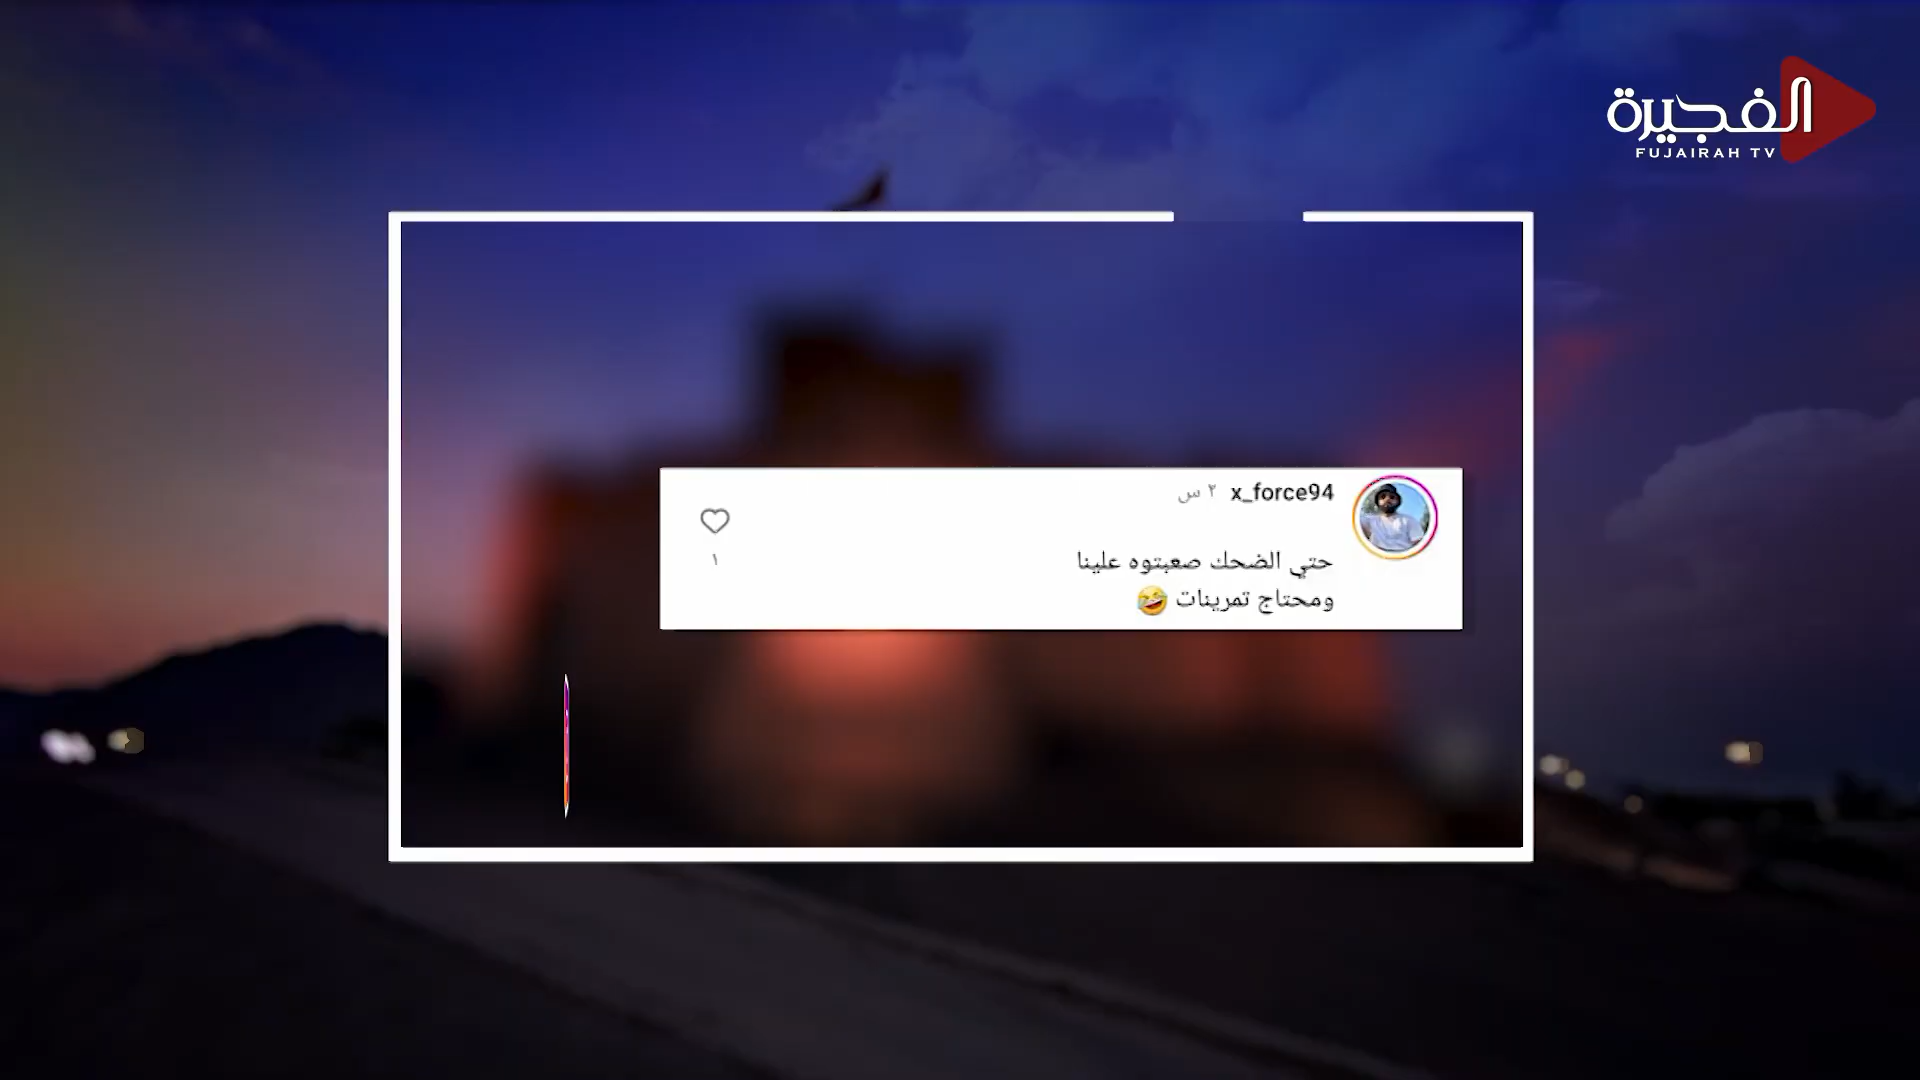 الفجيرة
FUJAIRAH TV
x_force94 ٢ س
حتي الضحك صعبتوه علينا
ومحتاج تمرينات 🤣
١